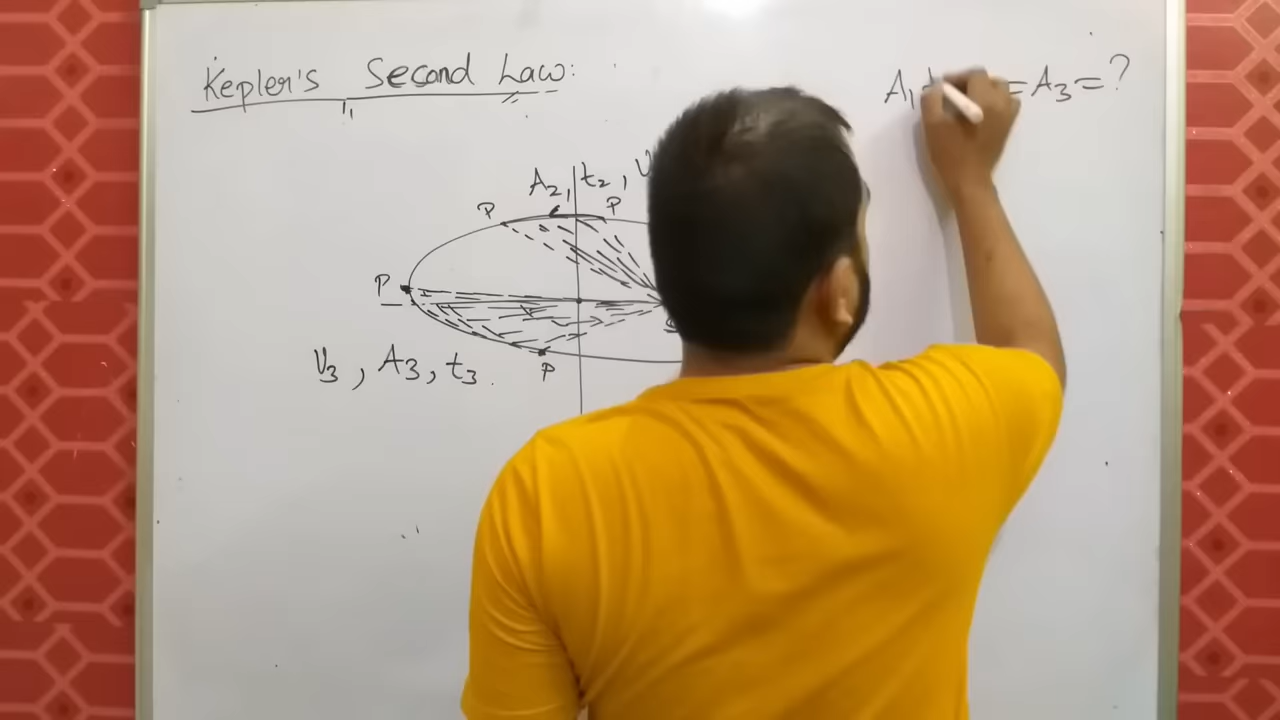 Kepler's Second Law:
A1 = A3 = ?
A2, t2, V
P P
P
V3, A3, t3.
P